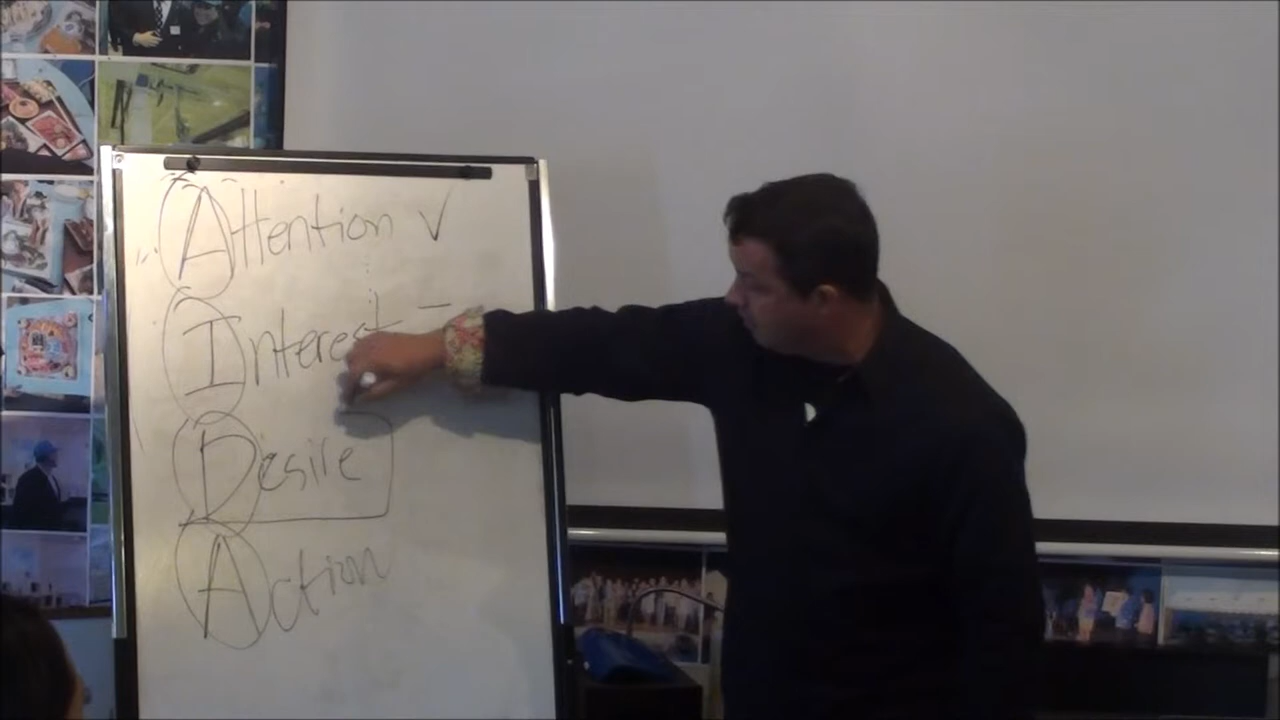 Attention ✓
Interest –
Desire
Action